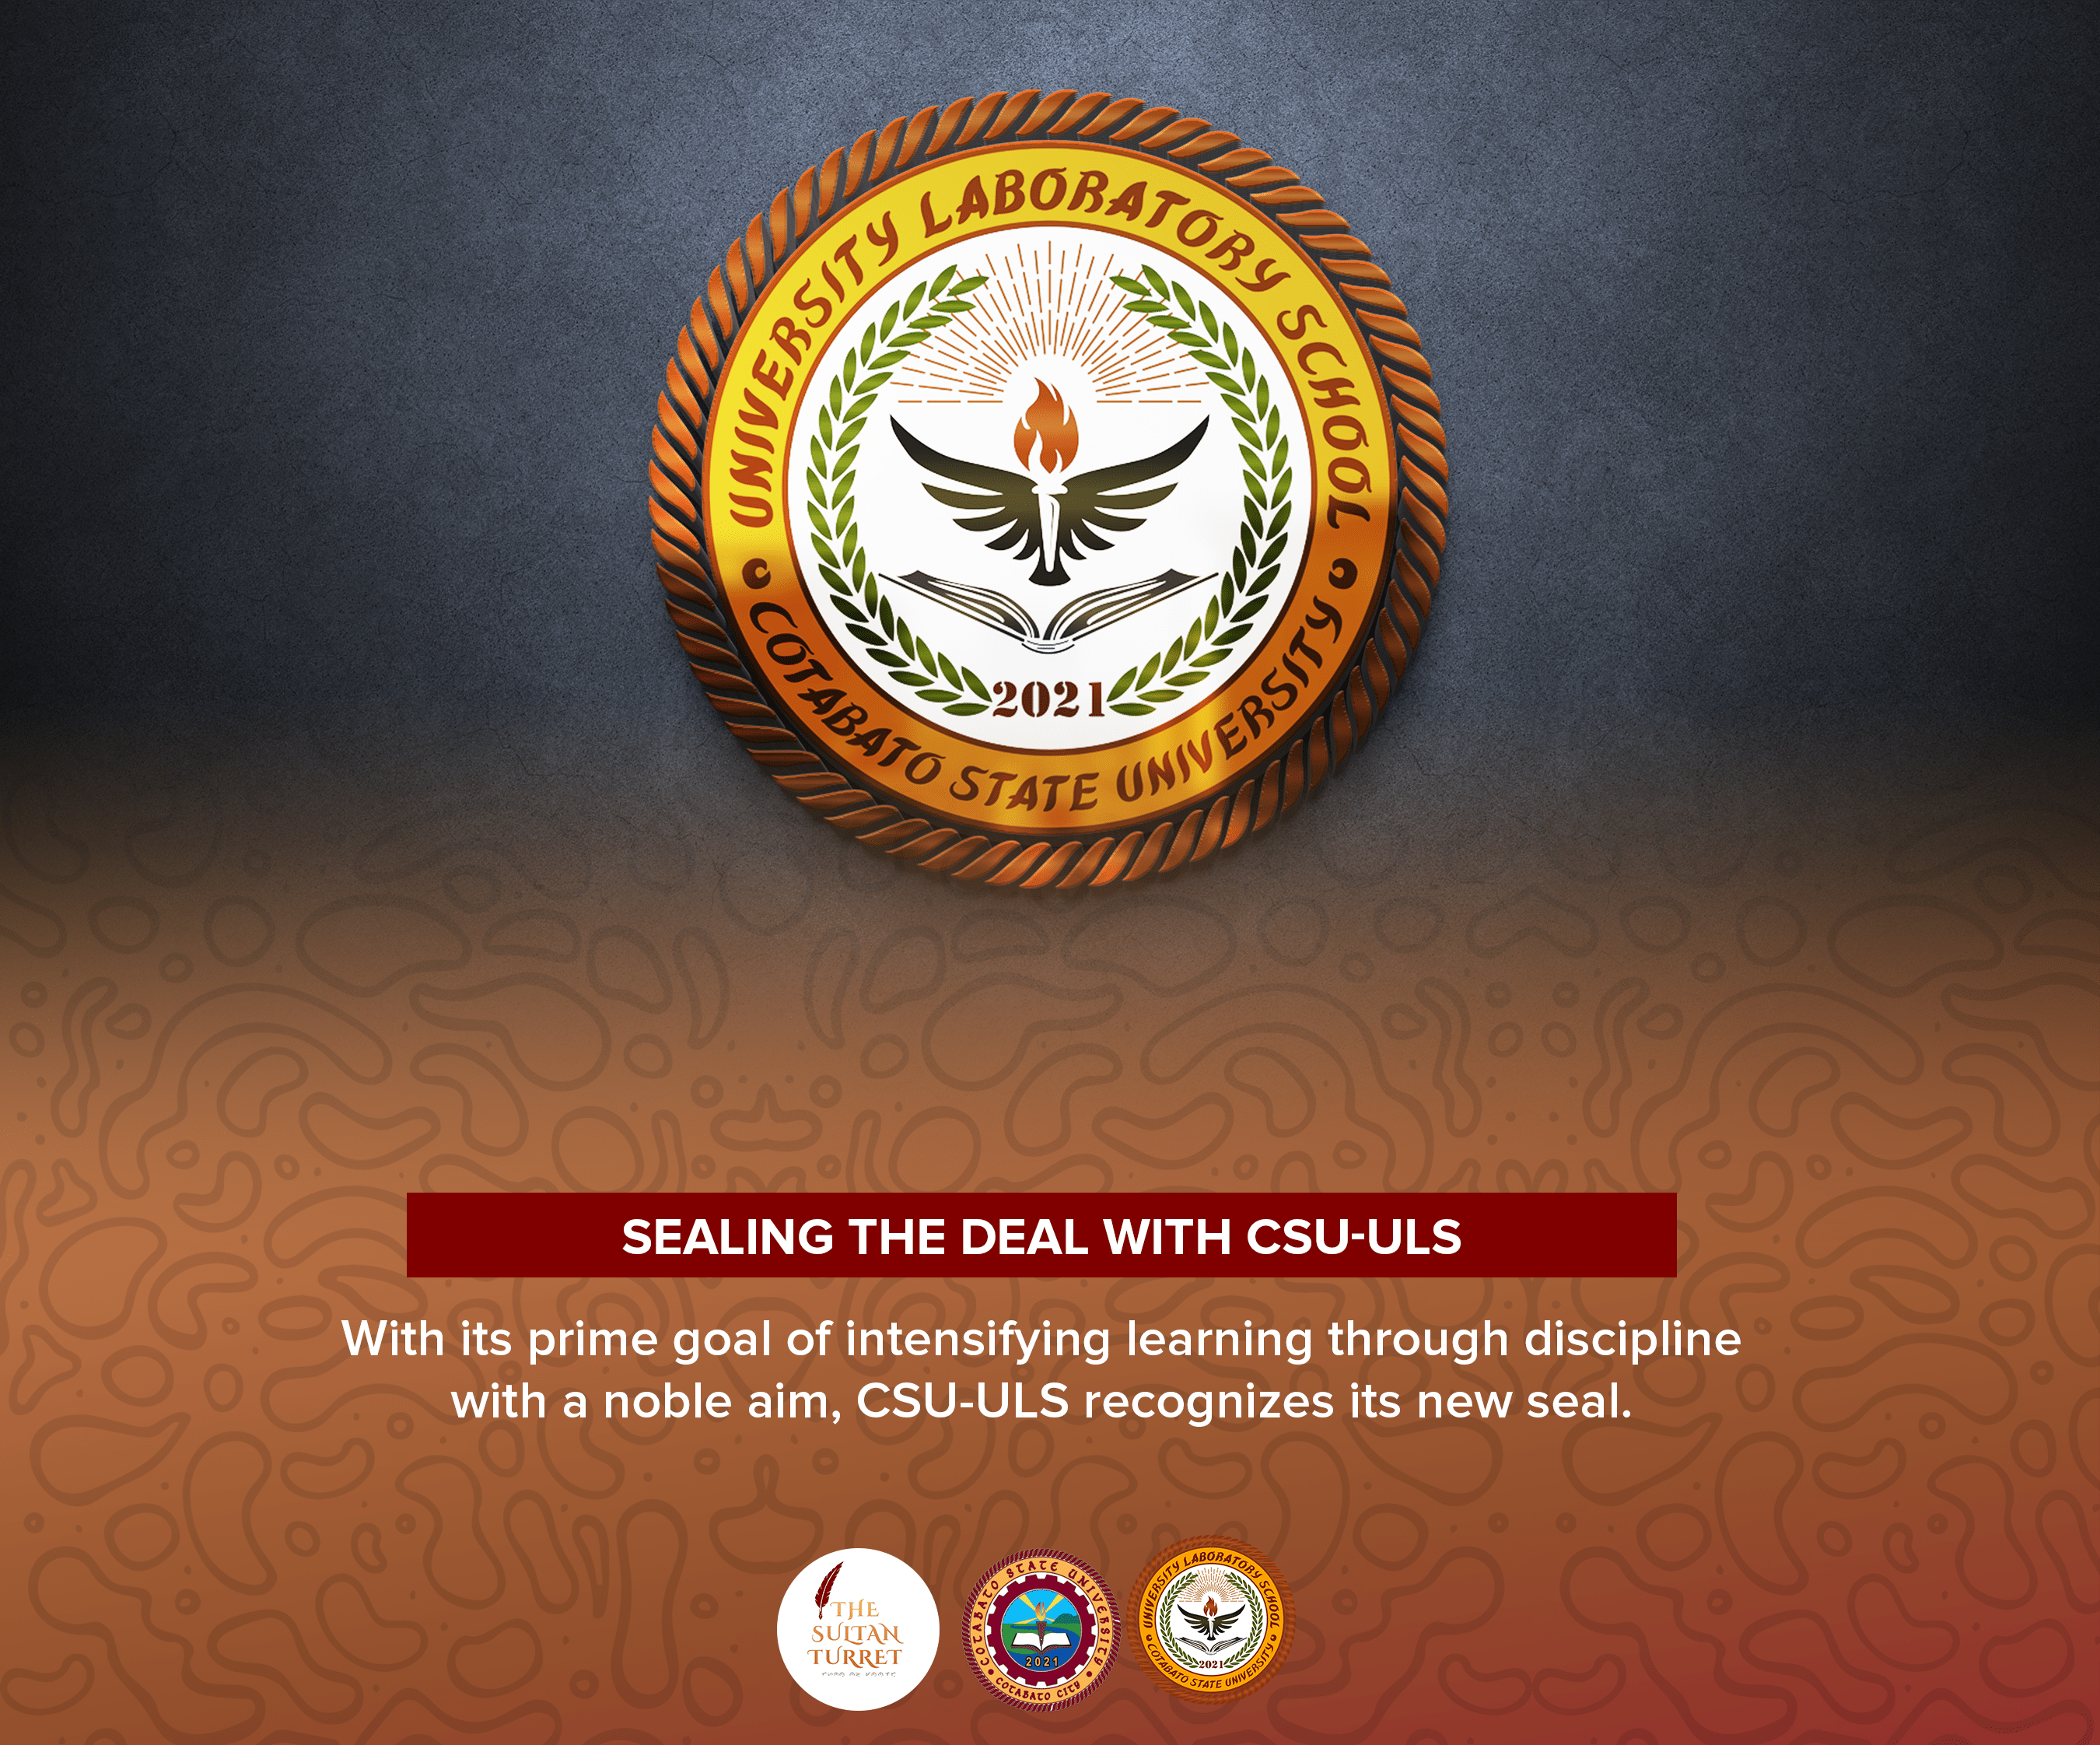 UNIVERSITY LABORATORY SCHOOL
COTABATO STATE UNIVERSITY
2021
SEALING THE DEAL WITH CSU-ULS
With its prime goal of intensifying learning through discipline
with a noble aim, CSU-ULS recognizes its new seal.
THE
SULTAN
TURRET
COTABATO STATE UNIVERSITY
2021
COTABATO CITY
UNIVERSITY LABORATORY SCHOOL
2021
COTABATO STATE UNIVERSITY